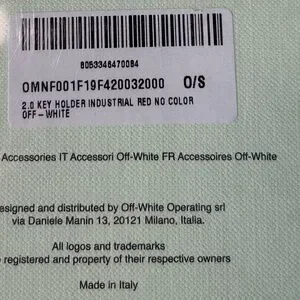 8053346470084
OMNF001F19F420032000 O/S
2.0 KEY HOLDER INDUSTRIAL RED NO COLOR
OFF-WHITE
Accessories IT Accessori Off-White FR Accessoires Off-White
esigned and distributed by Off-White Operating srl
via Daniele Manin 13, 20121 Milano, Italia.
All logos and trademarks
registered and property of their respective owners
Made in Italy